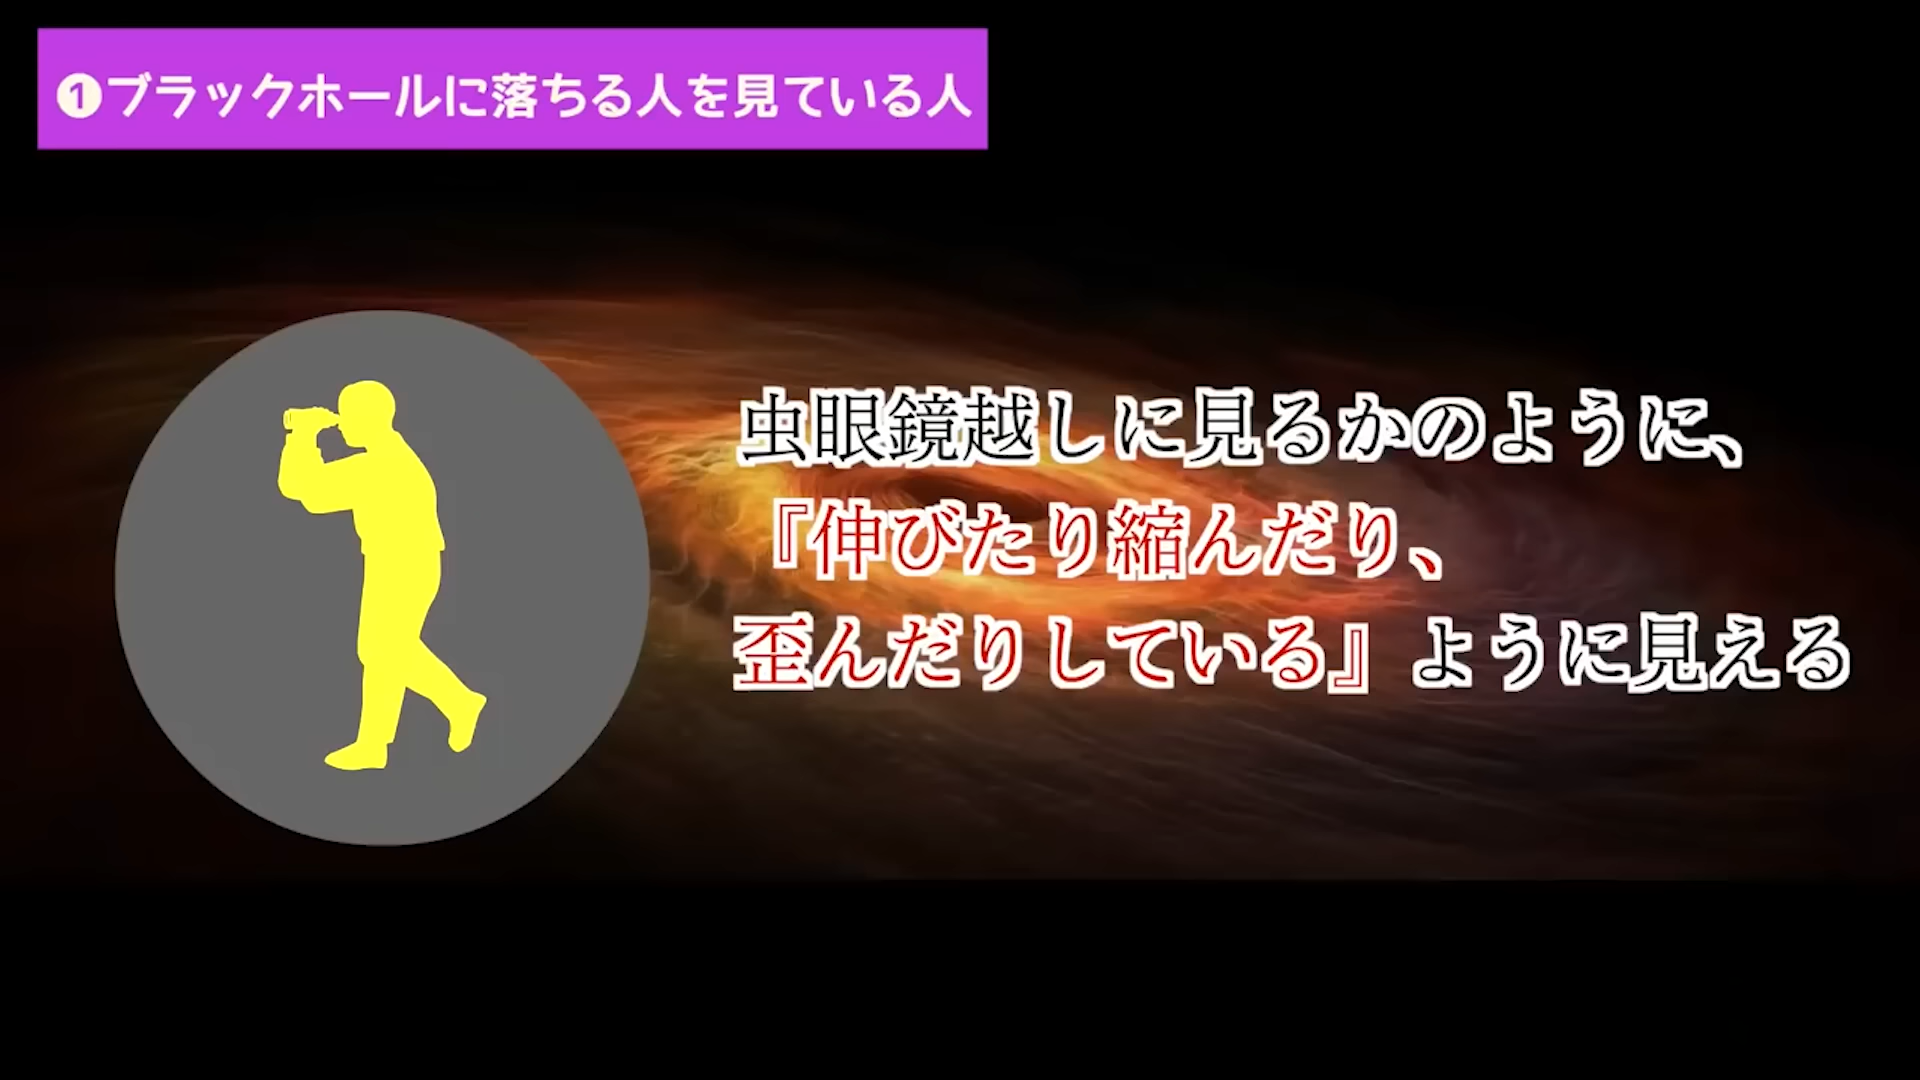 ❶ブラックホールに落ちる人を見ている人
虫眼鏡越しに見るかのように、
『伸びたり縮んだり、
歪んだりしている』ように見える